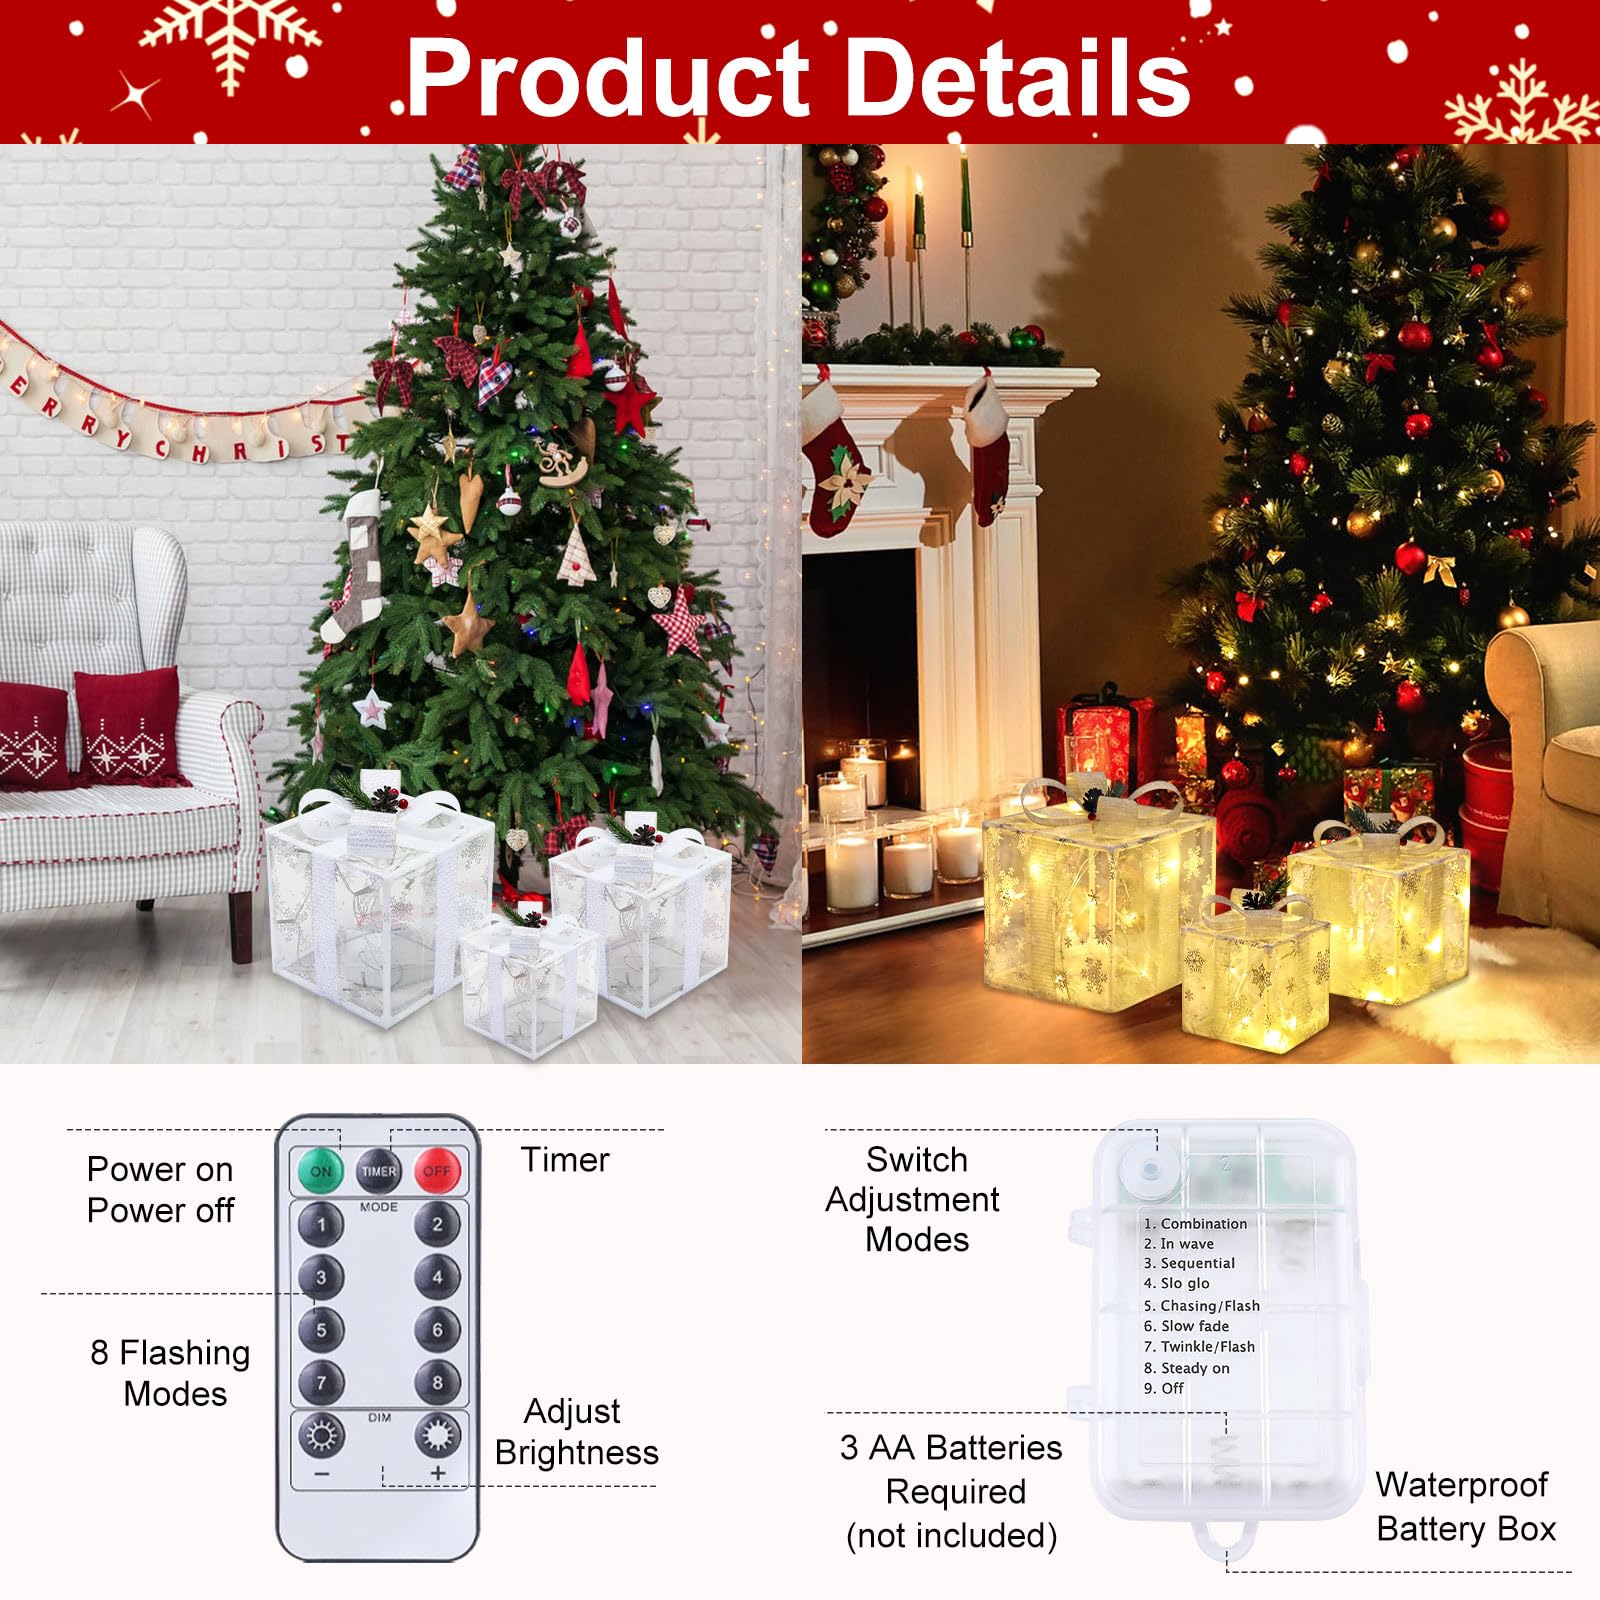 Product Details
ERRY CHRIST
Power on
Power off
ON
TIMER
OFF
MODE
1
2
3
4
5
6
7
8
DIM
−
+
Timer
8 Flashing
Modes
Adjust
Brightness
Switch
Adjustment
Modes
2
1. Combination
2. In wave
3. Sequential
4. Slo glo
5. Chasing/Flash
6. Slow fade
7. Twinkle/Flash
8. Steady on
9. Off
3 AA Batteries
Required
(not included)
Waterproof
Battery Box